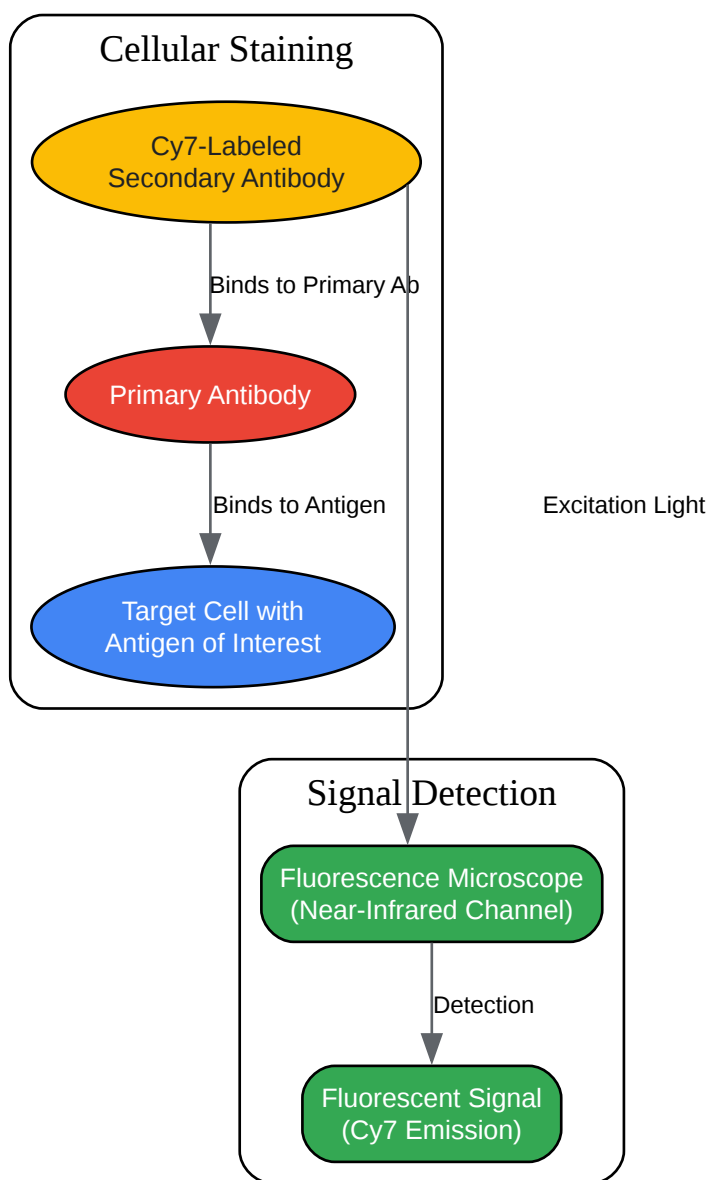 Cellular Staining
Cy7-Labeled
Secondary Antibody
Binds to Primary Ab
Primary Antibody
Binds to Antigen
Excitation Light
Target Cell with
Antigen of Interest
Signal Detection
Fluorescence Microscope
(Near-Infrared Channel)
Detection
Fluorescent Signal
(Cy7 Emission)